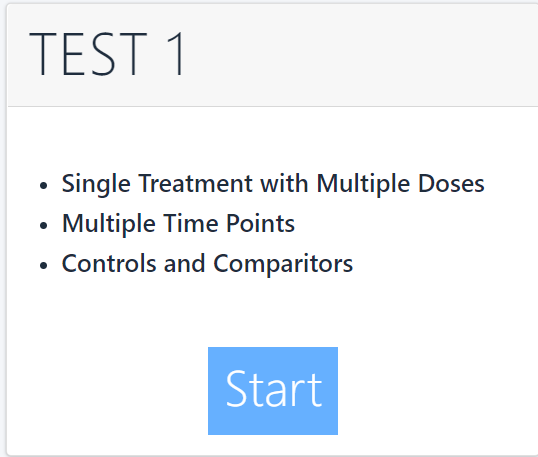 TEST 1
• Single Treatment with Multiple Doses
• Multiple Time Points
• Controls and Comparitors
Start